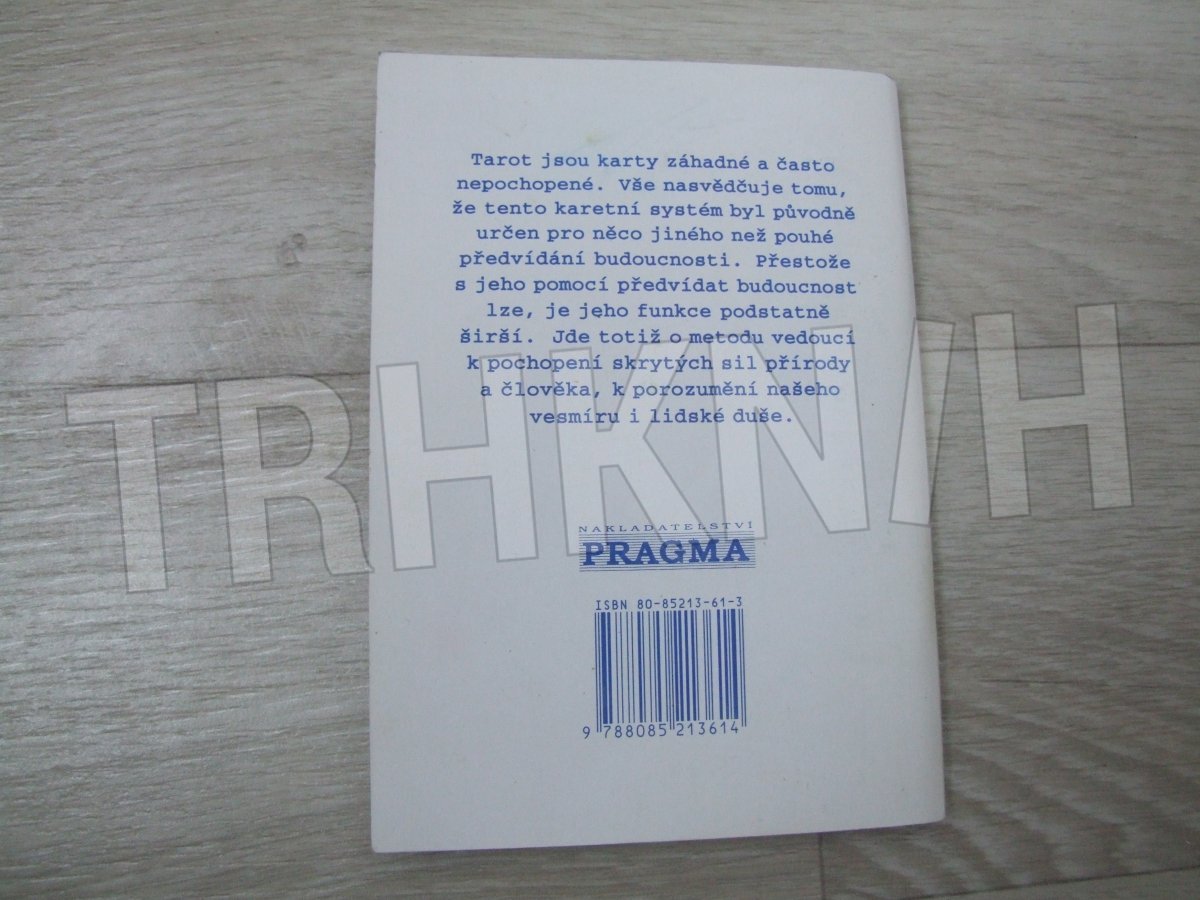 Tarot jsou karty záhadné a často
nepochopené. Vše nasvědčuje tomu,
že tento karetní systém byl původně
určen pro něco jiného než pouhé
předvídání budoucnosti. Přestože
s jeho pomocí předvídat budoucnost
lze, je jeho funkce podstatně
širší. Jde totiž o metodu vedoucí
k pochopení skrytých sil přírody
a člověka, k porozumění našeho
vesmíru i lidské duše.
TRHKNIH
NAKLADATELSTVÍ
PRAGMA
ISBN 80-85213-61-3
9 788085 213614